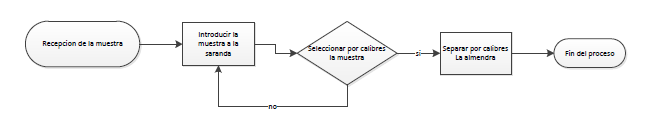 Recepcion de la muestra
Introducir la
muestra a la
saranda
Seleccionar por calibres
la muestra
si
Separar por calibres
La almendra
Fin del proceso
no